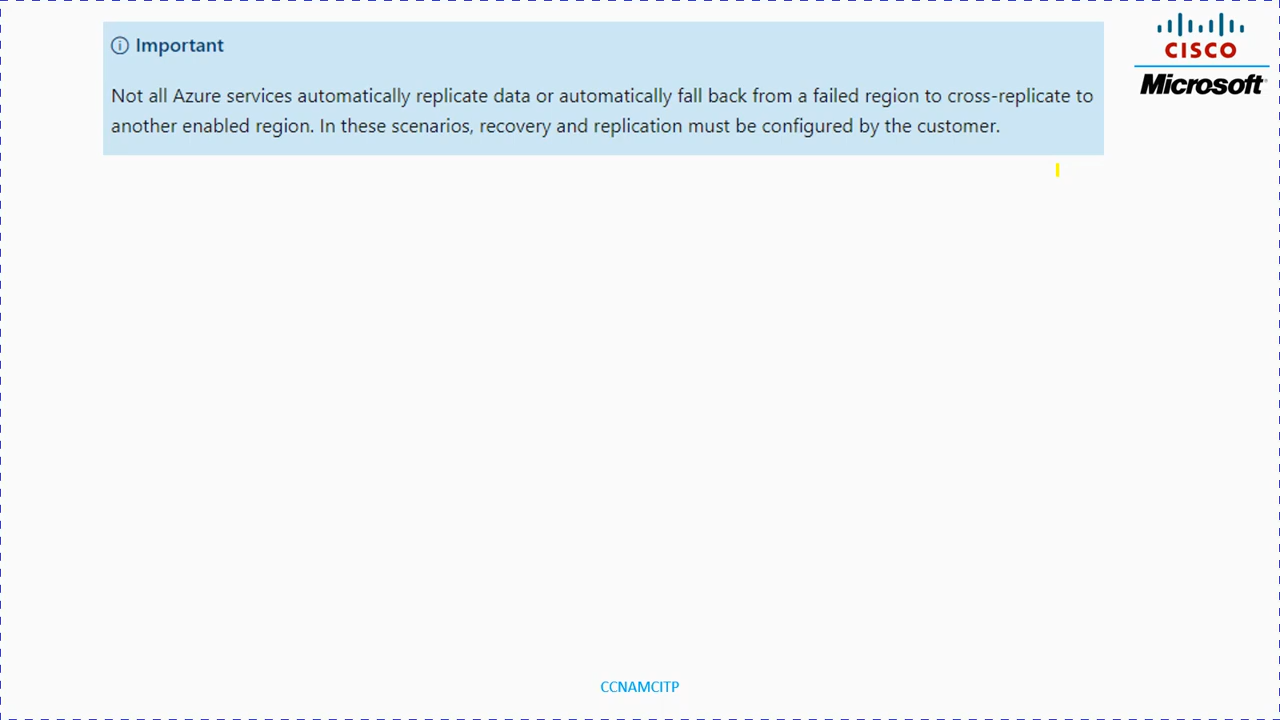 Important
CISCO
Microsoft
Not all Azure services automatically replicate data or automatically fall back from a failed region to cross-replicate to
another enabled region. In these scenarios, recovery and replication must be configured by the customer.
CCNAMCITP